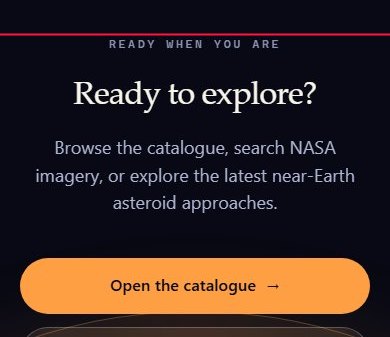 READY WHEN YOU ARE
Ready to explore?
Browse the catalogue, search NASA
imagery, or explore the latest near-Earth
asteroid approaches.
Open the catalogue →